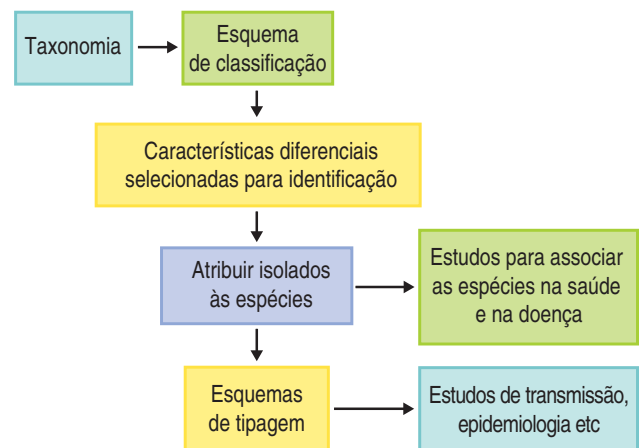 Taxonomia
Esquema
de classificação
Características diferenciais
selecionadas para identificação
Atribuir isolados
às espécies
Estudos para associar
as espécies na saúde
e na doença
Esquemas
de tipagem
Estudos de transmissão,
epidemiologia etc